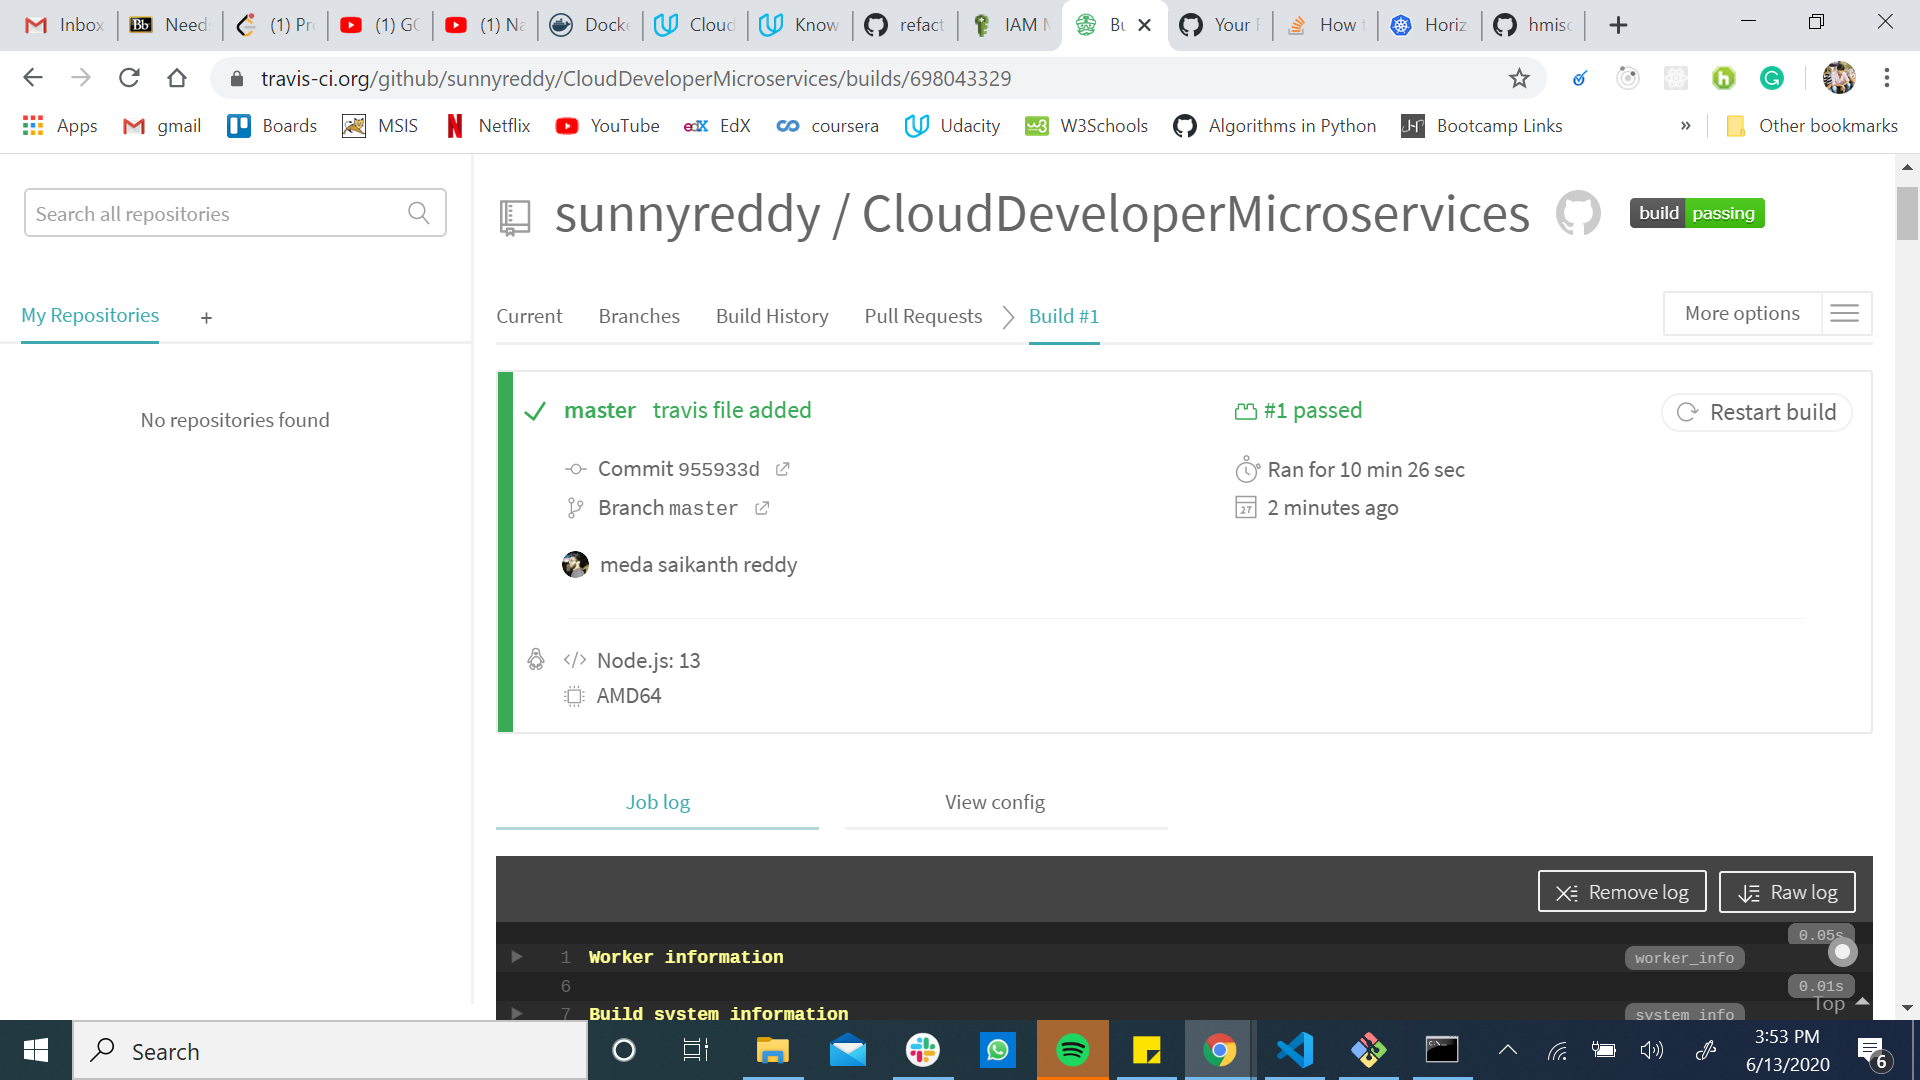 Inbox
Need
(1) Pr
(1) GC
(1) Na
Docke
Cloud
Know
refact
IAM M
Bu
Your
How t
Horiz
hmisc
travis-ci.org/github/sunnyreddy/CloudDeveloperMicroservices/builds/698043329
Apps
gmail
Boards
MSIS
Netflix
YouTube
EdX
coursera
Udacity
W3Schools
Algorithms in Python
Bootcamp Links
»
Other bookmarks
Search all repositories
My Repositories +
No repositories found
sunnyreddy / CloudDeveloperMicroservices
build passing
Current
Branches
Build History
Pull Requests
Build #1
More options
master travis file added
#1 passed
Restart build
Commit 955933d
Ran for 10 min 26 sec
Branch master
27
2 minutes ago
meda saikanth reddy
Node.js: 13
AMD64
Job log
View config
Remove log
Raw log
0.05s
1 Worker information
worker_info
6
0.01s
Top
7 Build system information
system_info
Search
3:53 PM
6/13/2020
6